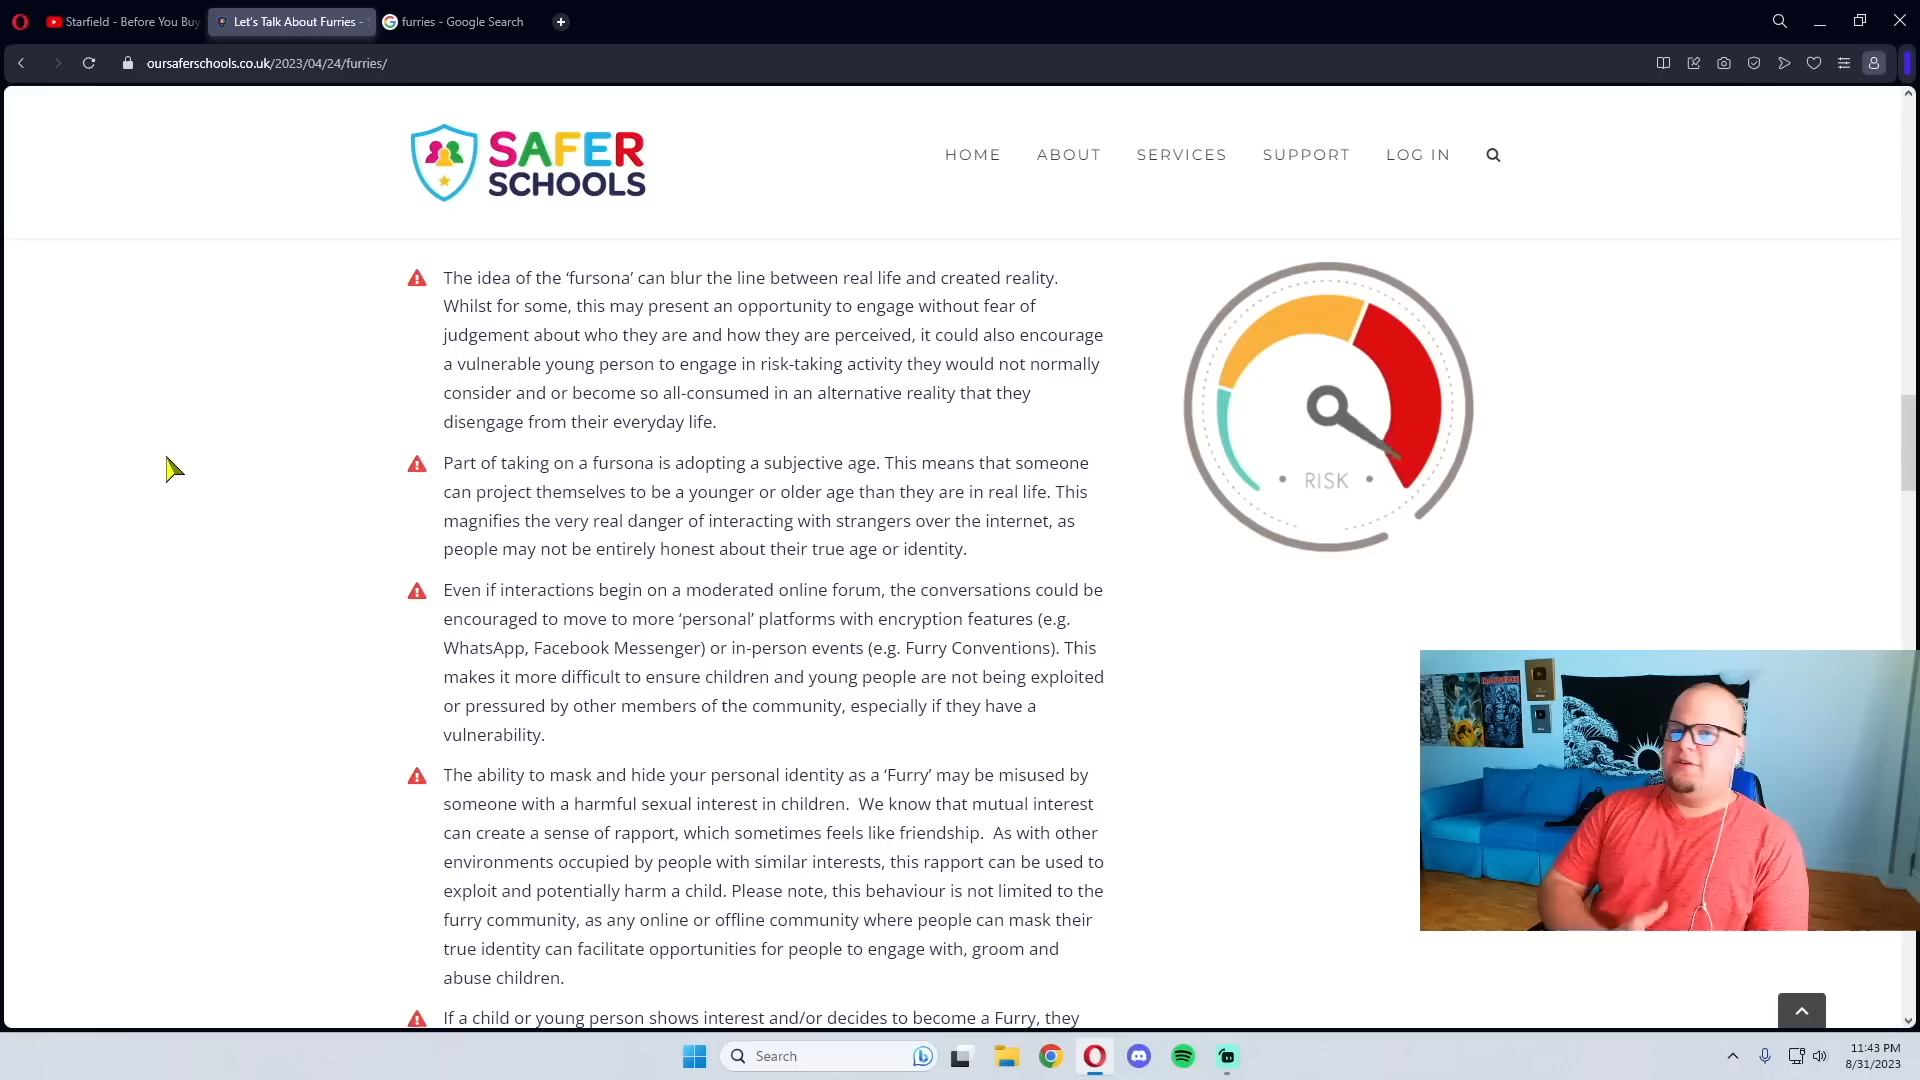 Starfield - Before You Buy
Let's Talk About Furries - S
furries - Google Search
oursaferschools.co.uk/2023/04/24/furries/
SAFER
SCHOOLS
HOME
ABOUT
SERVICES
SUPPORT
LOG IN
The idea of the ‘fursona’ can blur the line between real life and created reality.
Whilst for some, this may present an opportunity to engage without fear of
judgement about who they are and how they are perceived, it could also encourage
a vulnerable young person to engage in risk-taking activity they would not normally
consider and or become so all-consumed in an alternative reality that they
disengage from their everyday life.
Part of taking on a fursona is adopting a subjective age. This means that someone
can project themselves to be a younger or older age than they are in real life. This
magnifies the very real danger of interacting with strangers over the internet, as
people may not be entirely honest about their true age or identity.
Even if interactions begin on a moderated online forum, the conversations could be
encouraged to move to more ‘personal’ platforms with encryption features (e.g.
WhatsApp, Facebook Messenger) or in-person events (e.g. Furry Conventions). This
makes it more difficult to ensure children and young people are not being exploited
or pressured by other members of the community, especially if they have a
vulnerability.
The ability to mask and hide your personal identity as a ‘Furry’ may be misused by
someone with a harmful sexual interest in children.  We know that mutual interest
can create a sense of rapport, which sometimes feels like friendship.  As with other
environments occupied by people with similar interests, this rapport can be used to
exploit and potentially harm a child. Please note, this behaviour is not limited to the
furry community, as any online or offline community where people can mask their
true identity can facilitate opportunities for people to engage with, groom and
abuse children.
If a child or young person shows interest and/or decides to become a Furry, they
• RISK •
Search
11:43 PM
8/31/2023